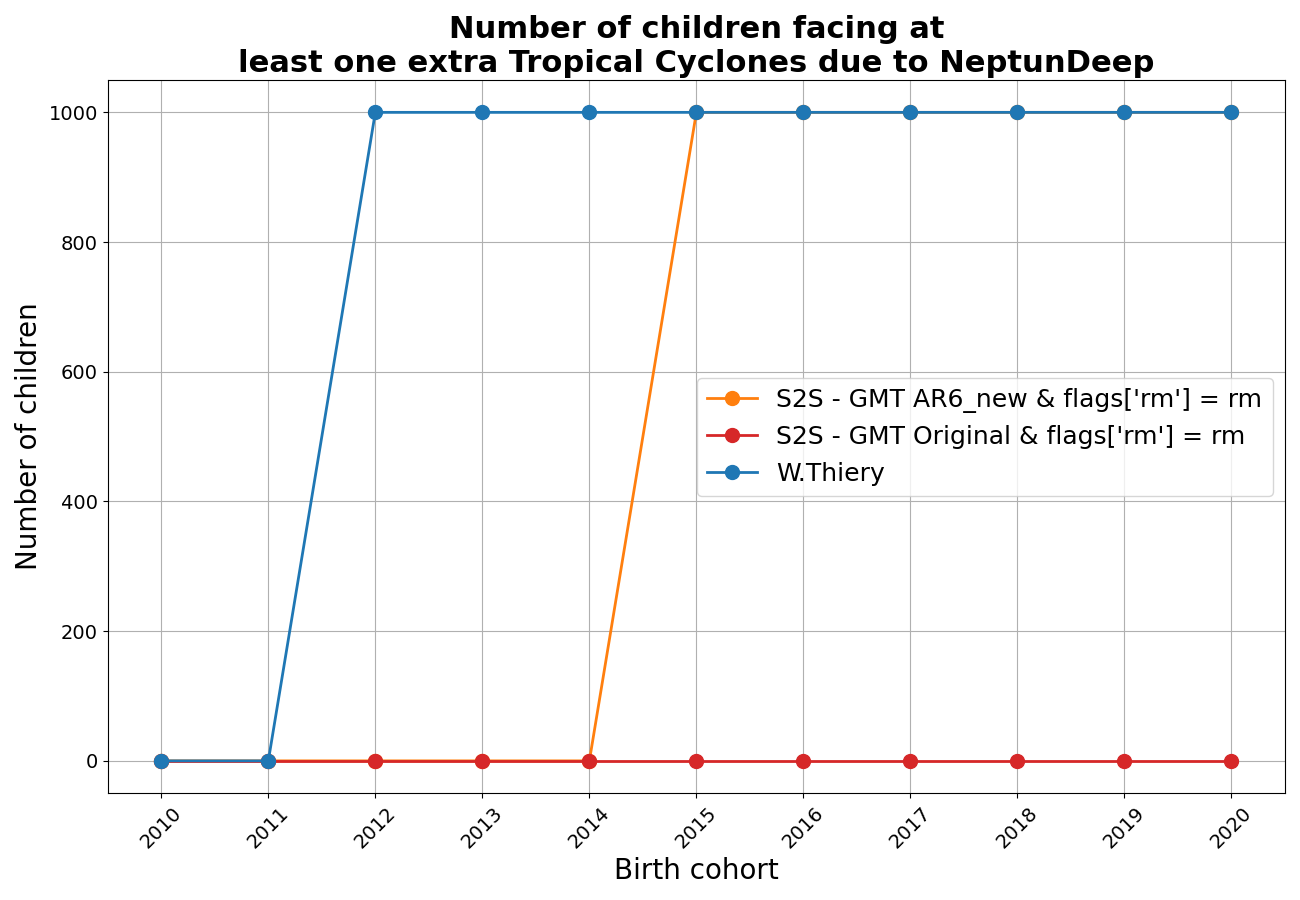 Number of children facing at
least one extra Tropical Cyclones due to NeptunDeep
1000
800
600
400
200
0
Number of children
S2S - GMT AR6_new & flags['rm'] = rm
S2S - GMT Original & flags['rm'] = rm
W.Thiery
2010
2011
2012
2013
2014
2015
2016
2017
2018
2019
2020
Birth cohort